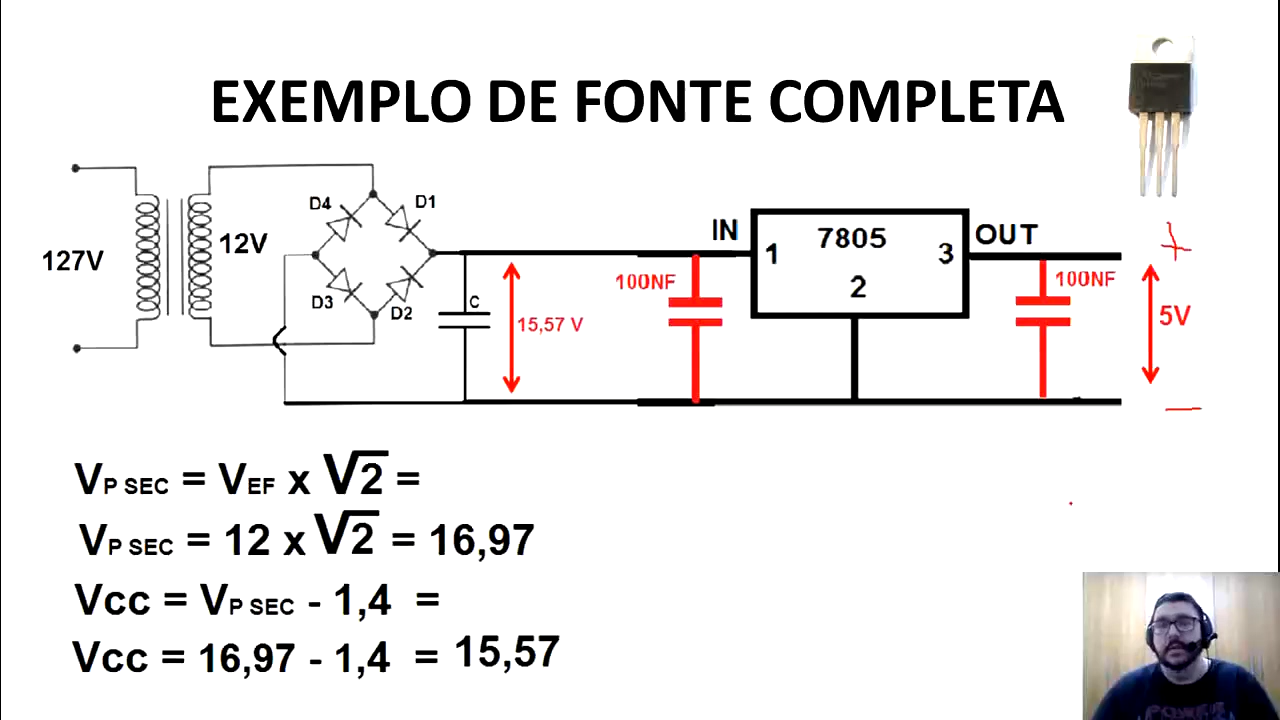 EXEMPLO DE FONTE COMPLETA
127V
12V
D4
D1
D3
D2
C
15,57 V
100NF
IN
1
7805
2
3
OUT
100NF
+
5V
−
VP SEC = VEF x √2 =
VP SEC = 12 x √2 = 16,97
Vcc = VP SEC - 1,4 =
Vcc = 16,97 - 1,4 = 15,57
POWER